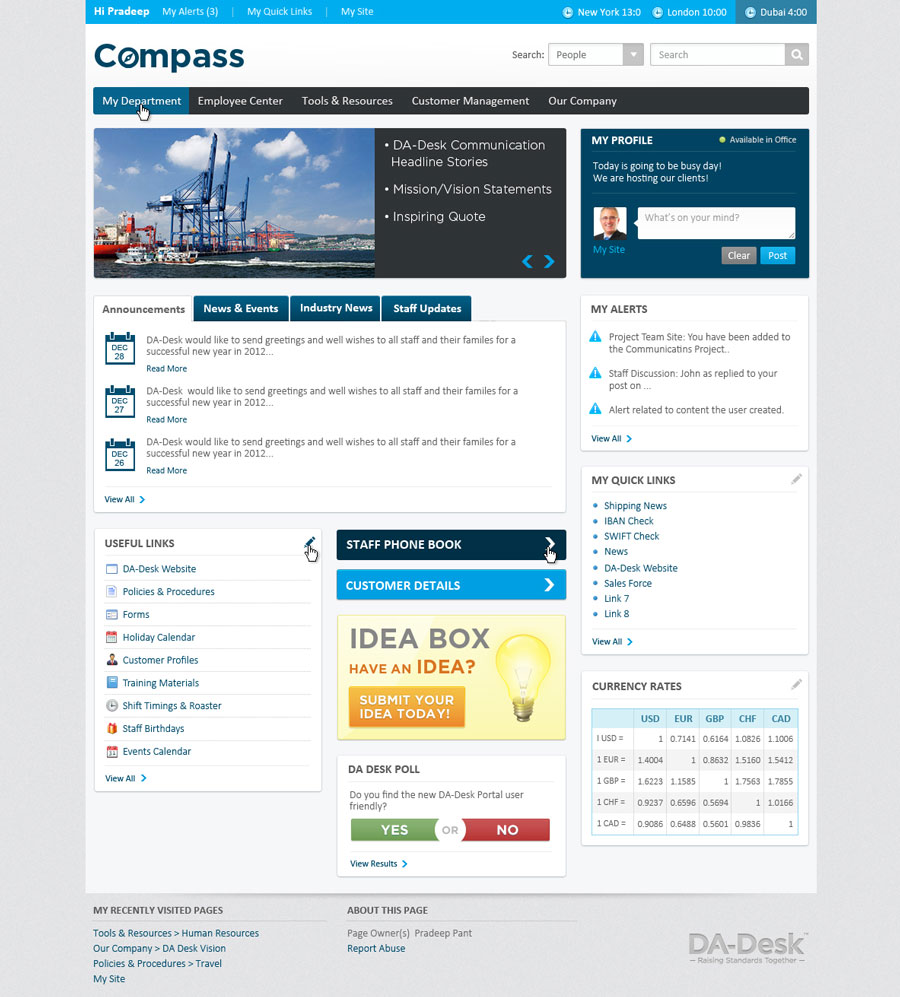 Hi Pradeep My Alerts (3) | My Quick Links | My Site
New York 13:0 London 10:00 Dubai 4:00
Compass
Search: People Search
My Department Employee Center Tools & Resources Customer Management Our Company
• DA-Desk Communication
Headline Stories
• Mission/Vision Statements
• Inspiring Quote
MY PROFILE Available in Office
Today is going to be busy day!
We are hosting our clients!
What's on your mind?
My Site
Clear Post
Announcements News & Events Industry News Staff Updates
DEC
28
DA-Desk would like to send greetings and well wishes to all staff and their familes for a
successful new year in 2012...
Read More
DEC
27
DA-Desk would like to send greetings and well wishes to all staff and their familes for a
successful new year in 2012...
Read More
DEC
26
DA-Desk would like to send greetings and well wishes to all staff and their familes for a
successful new year in 2012...
Read More
View All
MY ALERTS
Project Team Site: You have been added to
the Communicatins Project..
Staff Discussion: John as replied to your
post on ...
Alert related to content the user created.
View All
MY QUICK LINKS
Shipping News
IBAN Check
SWIFT Check
News
DA-Desk Website
Sales Force
Link 7
Link 8
View All
USEFUL LINKS
DA-Desk Website
Policies & Procedures
Forms
Holiday Calendar
Customer Profiles
Training Materials
Shift Timings & Roaster
Staff Birthdays
Events Calendar
View All
STAFF PHONE BOOK
CUSTOMER DETAILS
IDEA BOX
HAVE AN IDEA?
SUBMIT YOUR
IDEA TODAY!
DA DESK POLL
Do you find the new DA-Desk Portal user
friendly?
YES OR NO
View Results
CURRENCY RATES
USD EUR GBP CHF CAD
I USD = 1 0.7141 0.6164 1.0826 1.1006
1 EUR = 1.4004 1 0.8632 1.5160 1.5412
1 GBP = 1.6223 1.1585 1 1.7563 1.7855
1 CHF = 0.9237 0.6596 0.5694 1 1.0166
1 CAD = 0.9086 0.6488 0.5601 0.9836 1
MY RECENTLY VISITED PAGES
Tools & Resources > Human Resources
Our Company > DA Desk Vision
Policies & Procedures > Travel
My Site
ABOUT THIS PAGE
Page Owner(s) Pradeep Pant
Report Abuse
DA-Desk™
Raising Standards Together